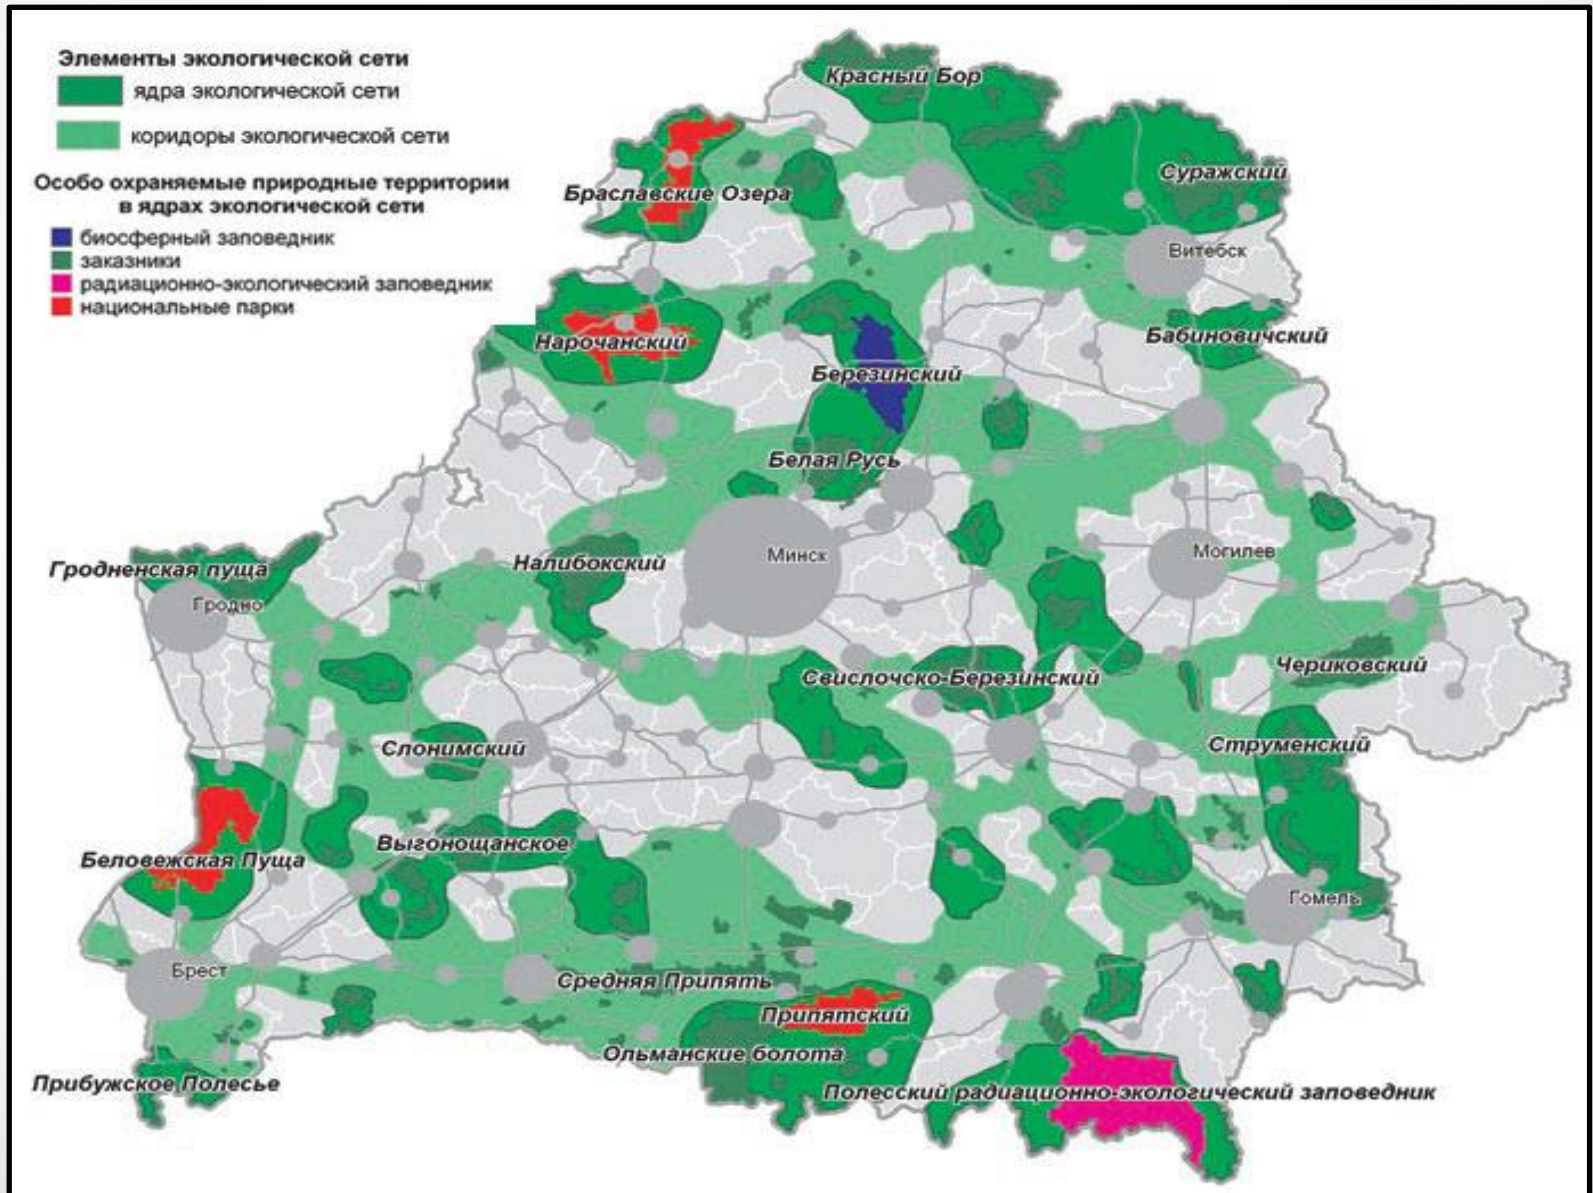 Элементы экологической сети
ядра экологической сети
коридоры экологической сети
Особо охраняемые природные территории
в ядрах экологической сети
биосферный заповедник
заказники
радиационно-экологический заповедник
национальные парки
Красный Бор
Суражский
Браславские Озера
Витебск
Нарочанский
Бабиновичский
Березинский
Белая Русь
Минск
Могилев
Гродненская пуща
Налибокский
Гродно
Чериковский
Свислочско-Березинский
Слонимский
Струменский
Выгонощанское
Беловежская Пуща
Гомель
Брест
Средняя Припять
Припятский
Ольманские болота
Прибужское Полесье
Полесский радиационно-экологический заповедник